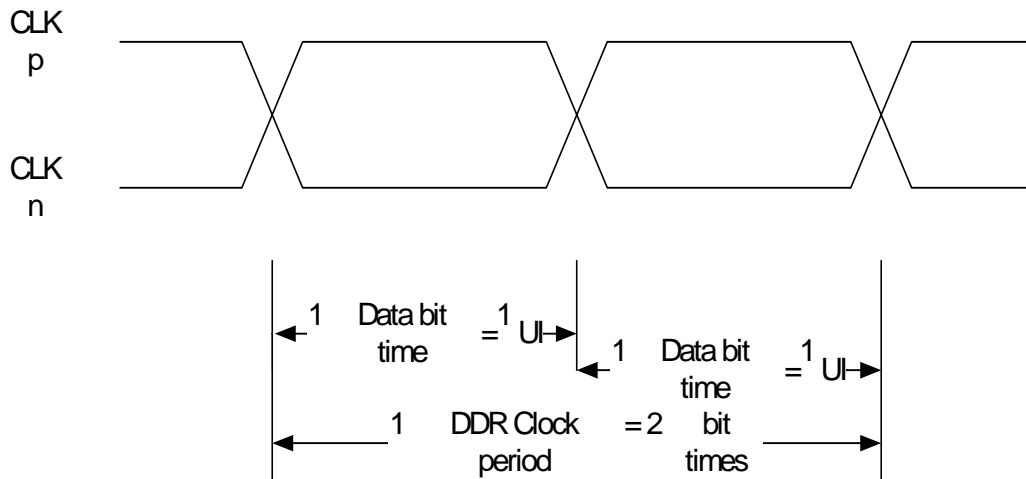 CLK
p
CLK
n
1 Data bit = 1 UI
time
1 Data bit = 1 UI
time
1 DDR Clock = 2 bit
period times